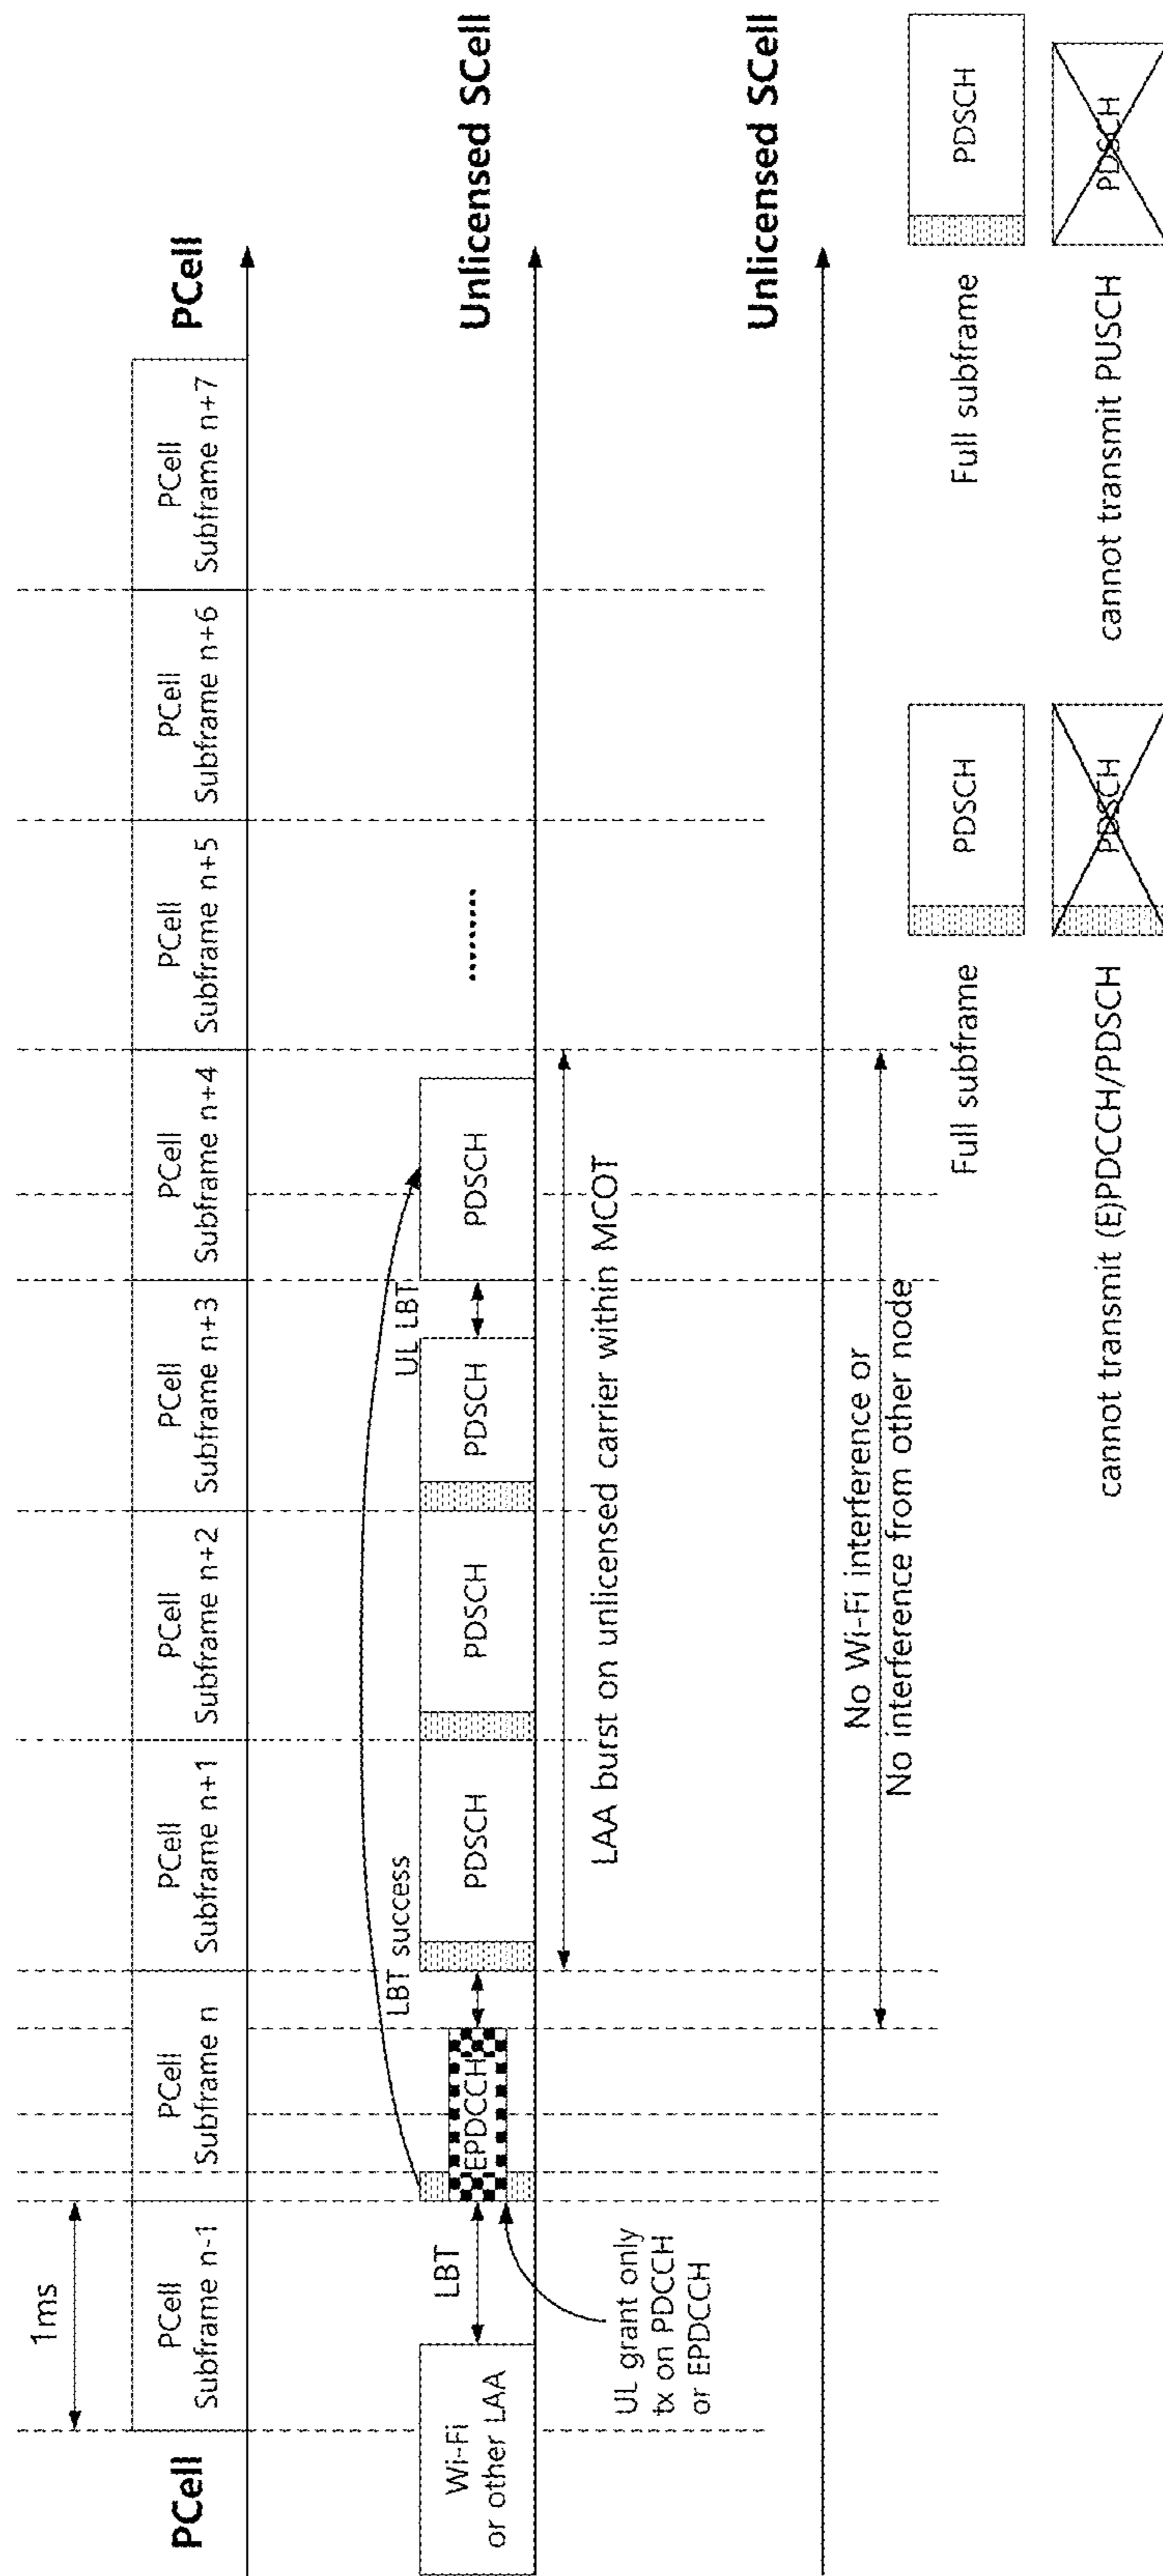 1ms
PCell
PCell
Subframe n-1
PCell
Subframe n
PCell
Subframe n+1
PCell
Subframe n+2
PCell
Subframe n+3
PCell
Subframe n+4
PCell
Subframe n+5
PCell
Subframe n+6
PCell
Subframe n+7
PCell
Wi-Fi
or other LAA
LBT
EPDCCH
LBT success
PDSCH
PDSCH
PDSCH
UL LBT
PDSCH
........
Unlicensed SCell
UL grant only
tx on PDCCH
or EPDCCH
LAA burst on unlicensed carrier within MCOT
Unlicensed SCell
No Wi-Fi interference or
No interference from other node
Full subframe
PDSCH
Full subframe
PDSCH
cannot transmit (E)PDCCH/PDSCH
PDSCH
cannot transmit PUSCH
PDSCH